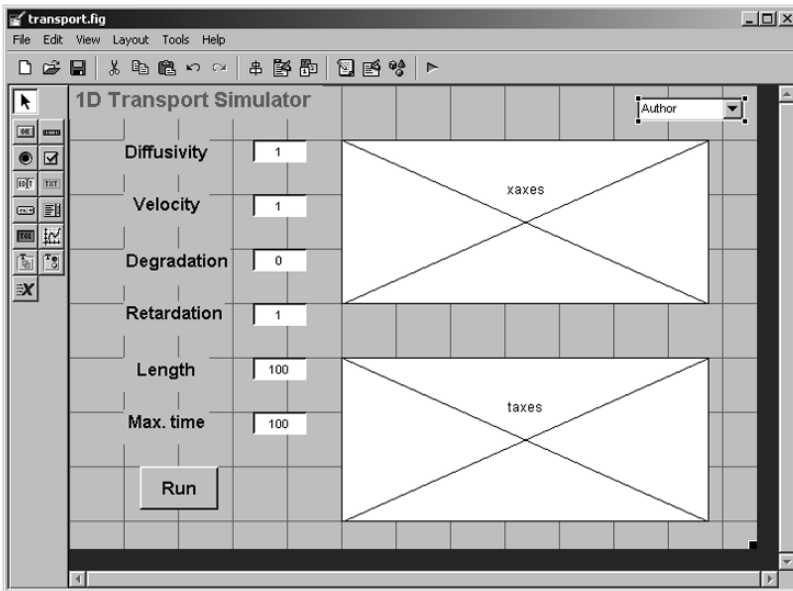 transport.fig
File Edit View Layout Tools Help
1D Transport Simulator
Author
Diffusivity 1
xaxes
Velocity 1
Degradation 0
Retardation 1
Length 100
taxes
Max. time 100
Run